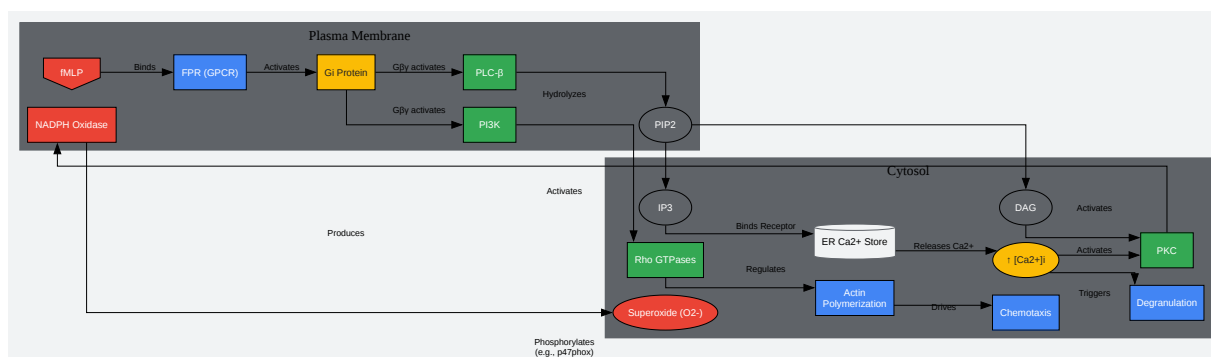 Plasma Membrane
fMLP
Binds
FPR (GPCR)
Activates
Gi Protein
Gβγ activates
PLC-β
Hydrolyzes
NADPH Oxidase
Gβγ activates
PI3K
PIP2
Cytosol
Activates
IP3
DAG
Activates
Produces
Binds Receptor
ER Ca2+ Store
Releases Ca2+
Activates
PKC
Rho GTPases
Regulates
↑ [Ca2+]i
Actin
Polymerization
Triggers
Degranulation
Superoxide (O2-)
Drives
Chemotaxis
Phosphorylates
(e.g., p47phox)